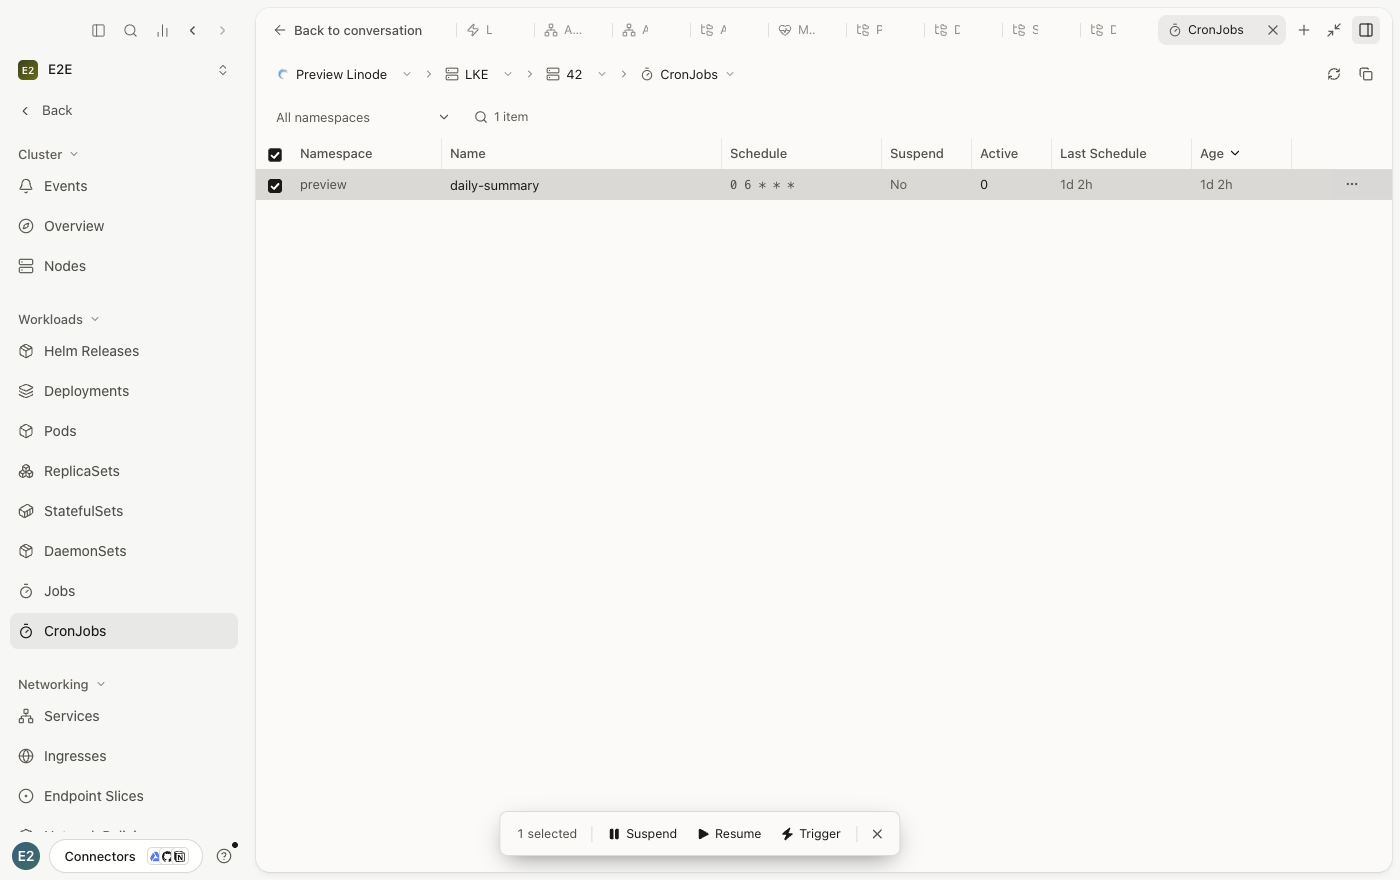 Back to conversation
L
A...
A
A
M..
P
D
S
D
CronJobs
E2 E2E
Preview Linode
LKE
42
CronJobs
Back
All namespaces
1 item
Cluster
Namespace
Name
Schedule
Suspend
Active
Last Schedule
Age
preview
daily-summary
0 6 * * *
No
0
1d 2h
1d 2h
Events
Overview
Nodes
Workloads
Helm Releases
Deployments
Pods
ReplicaSets
StatefulSets
DaemonSets
Jobs
CronJobs
Networking
Services
Ingresses
Endpoint Slices
1 selected
Suspend
Resume
Trigger
E2
Connectors